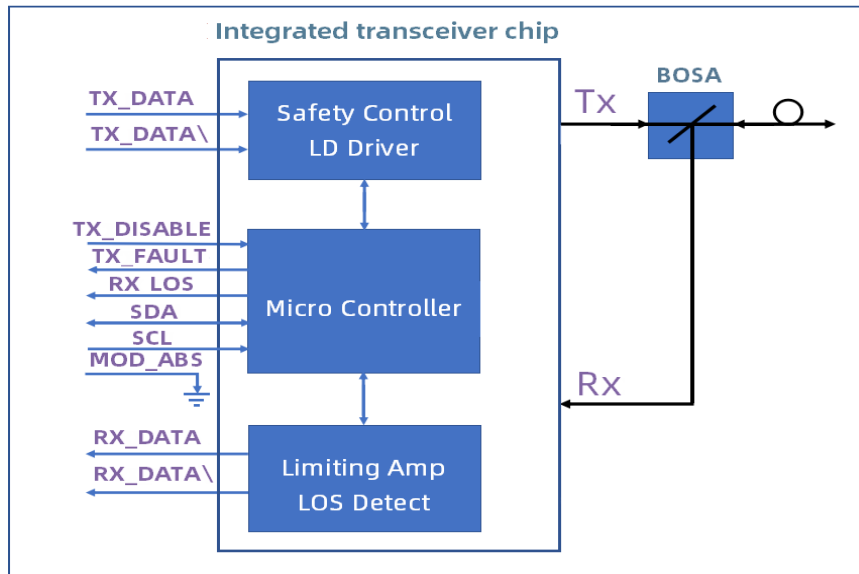 Integrated transceiver chip
BOSA
TX_DATA
TX_DATA\
Safety Control
LD Driver
Tx
TX_DISABLE
TX_FAULT
RX LOS
SDA
SCL
MOD_ABS
Micro Controller
Rx
RX_DATA
RX_DATA\
Limiting Amp
LOS Detect